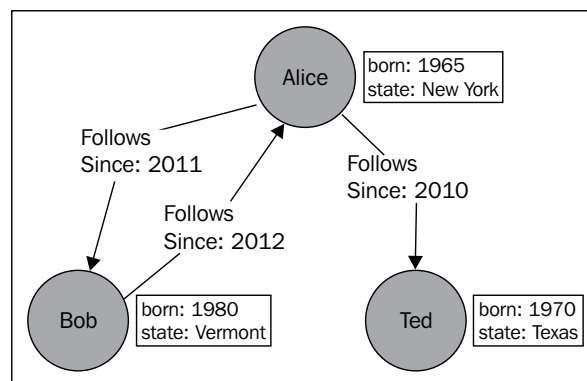 Alice
born: 1965
state: New York
Follows
Since: 2011
Follows
Since: 2010
Follows
Since: 2012
Bob
born: 1980
state: Vermont
Ted
born: 1970
state: Texas